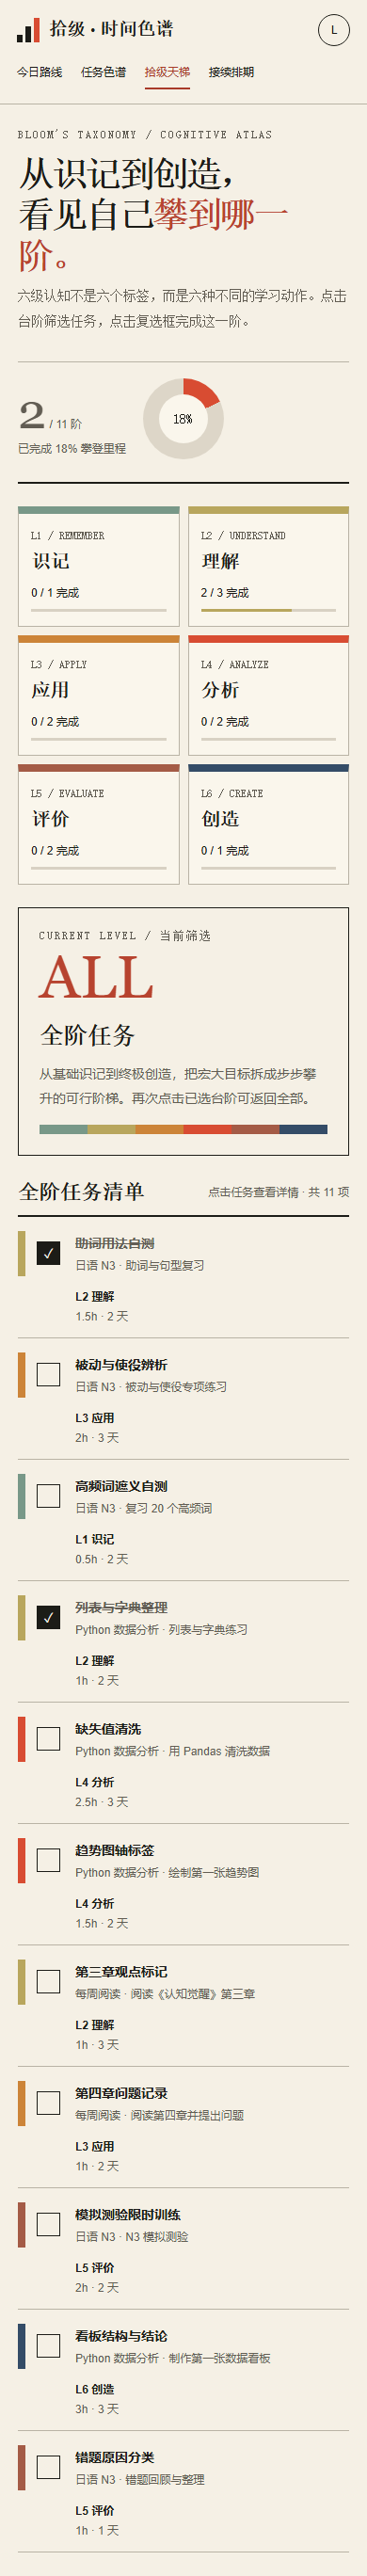 拾级·时间色谱
L
今日路线 任务色谱 拾级天梯 接续排期
BLOOM'S TAXONOMY / COGNITIVE ATLAS
从识记到创造，
看见自己攀到哪一
阶。
六级认知不是六个标签，而是六种不同的学习动作。点击
台阶筛选任务，点击复选框完成这一阶。
2 / 11 阶
已完成 18% 攀登里程
18%
L1 / REMEMBER
识记
0 / 1 完成
L2 / UNDERSTAND
理解
2 / 3 完成
L3 / APPLY
应用
0 / 2 完成
L4 / ANALYZE
分析
0 / 2 完成
L5 / EVALUATE
评价
0 / 2 完成
L6 / CREATE
创造
0 / 1 完成
CURRENT LEVEL / 当前筛选
ALL
全阶任务
从基础识记到终极创造，把宏大目标拆成步步攀
升的可行阶梯。再次点击已选台阶可返回全部。
全阶任务清单
点击任务查看详情 · 共 11 项
助词用法自测
日语 N3 · 助词与句型复习
L2 理解
1.5h · 2 天
被动与使役辨析
日语 N3 · 被动与使役专项练习
L3 应用
2h · 3 天
高频词遮义自测
日语 N3 · 复习 20 个高频词
L1 识记
0.5h · 2 天
列表与字典整理
Python 数据分析 · 列表与字典练习
L2 理解
1h · 2 天
缺失值清洗
Python 数据分析 · 用 Pandas 清洗数据
L4 分析
2.5h · 3 天
趋势图轴标签
Python 数据分析 · 绘制第一张趋势图
L4 分析
1.5h · 2 天
第三章观点标记
每周阅读 · 阅读《认知觉醒》第三章
L2 理解
1h · 3 天
第四章问题记录
每周阅读 · 阅读第四章并提出问题
L3 应用
1h · 2 天
模拟测验限时训练
日语 N3 · N3 模拟测验
L5 评价
2h · 2 天
看板结构与结论
Python 数据分析 · 制作第一张数据看板
L6 创造
3h · 3 天
错题原因分类
日语 N3 · 错题回顾与整理
L5 评价
1h · 1 天